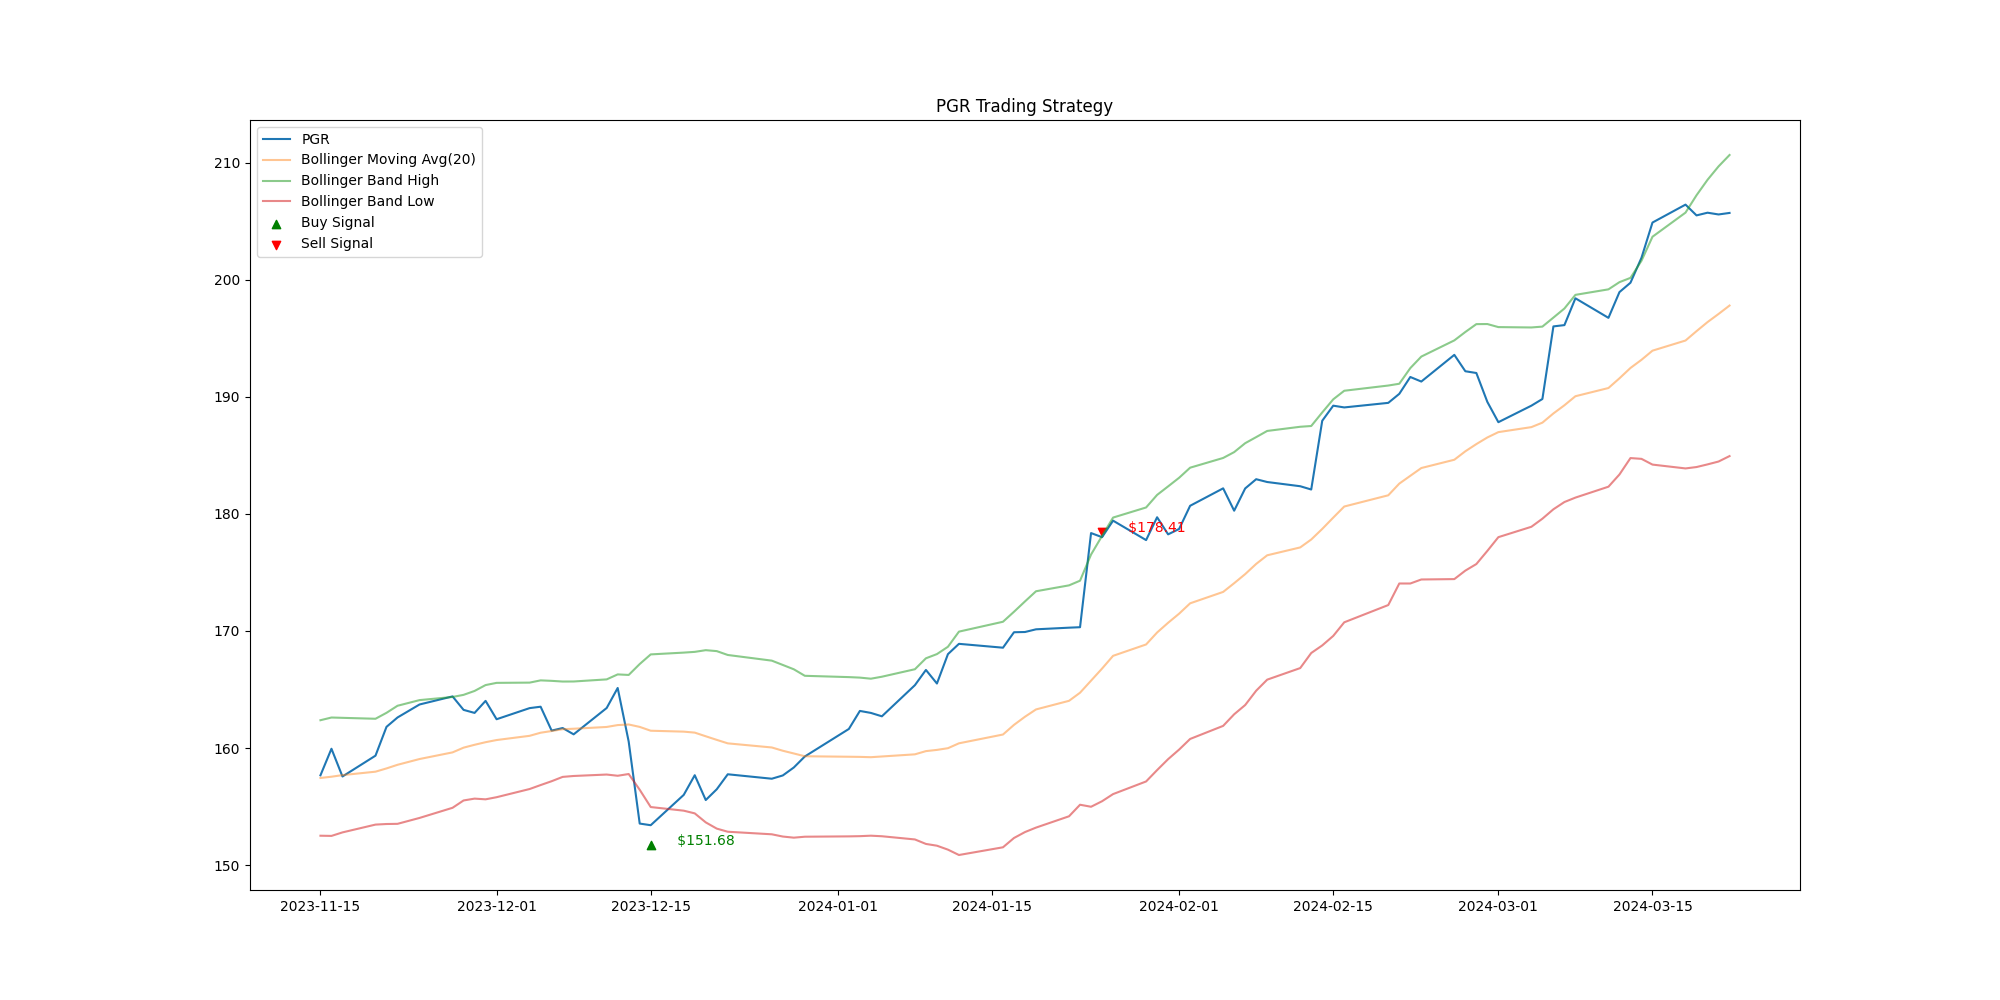 PGR Trading Strategy
PGR
Bollinger Moving Avg(20)
Bollinger Band High
Bollinger Band Low
Buy Signal
Sell Signal
210
200
190
180
170
160
150
$178.41
$151.68
2023-11-15 2023-12-01 2023-12-15 2024-01-01 2024-01-15 2024-02-01 2024-02-15 2024-03-01 2024-03-15